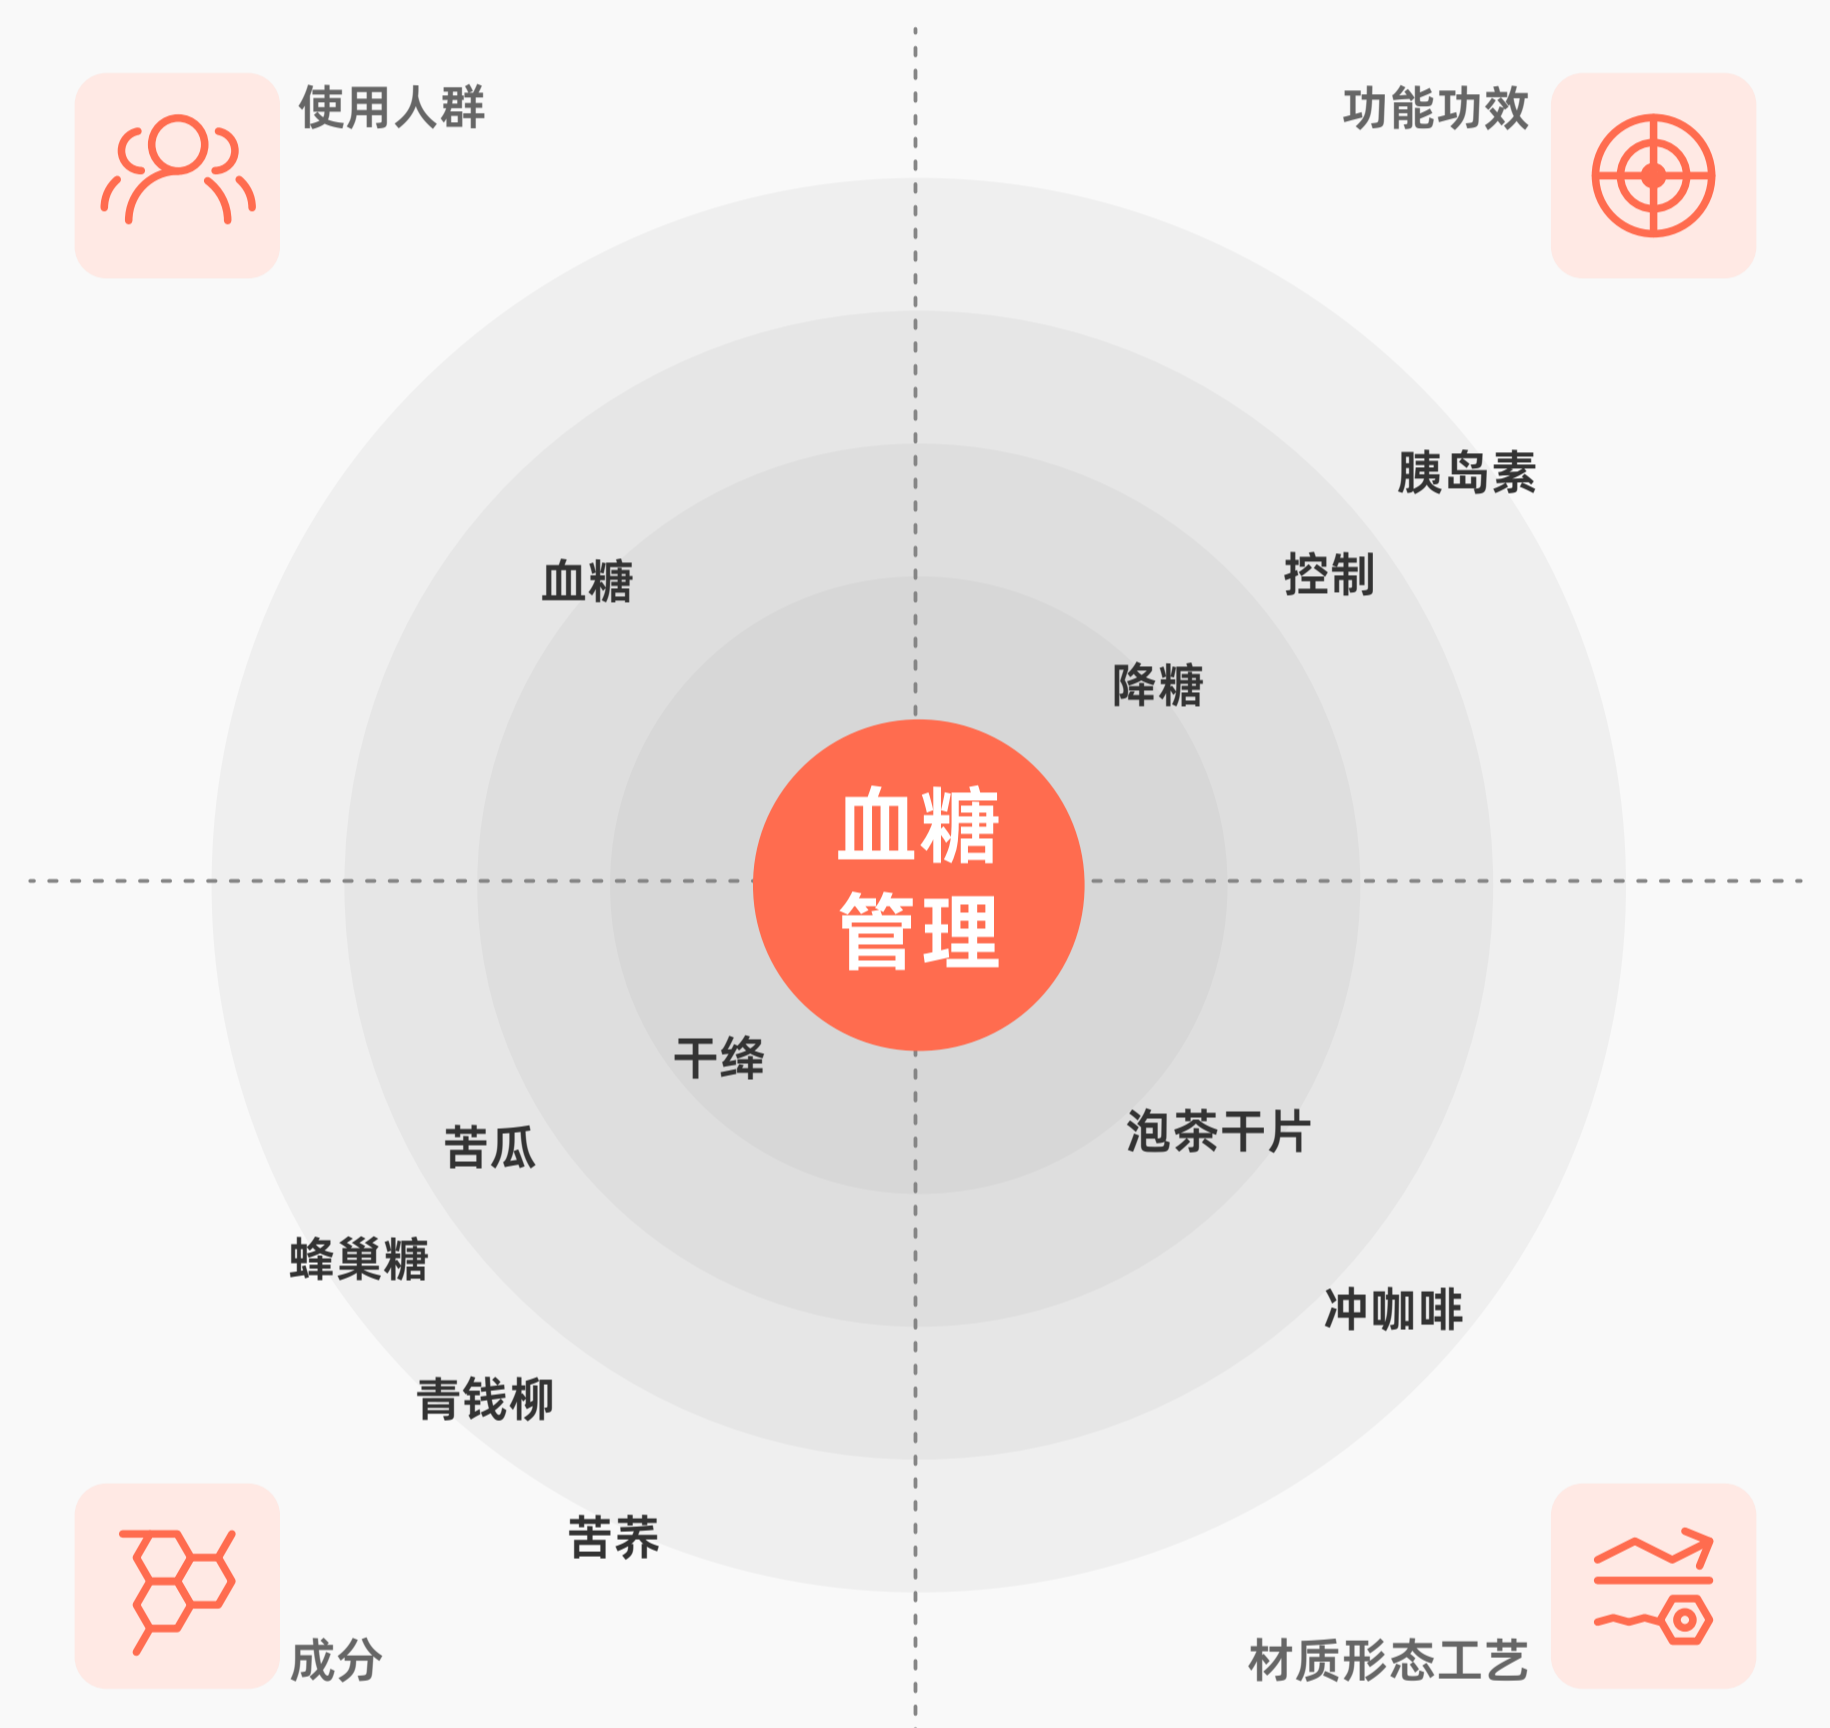 使用人群
功能功效
胰岛素
控制
血糖
降糖
血糖
管理
干绛
泡茶干片
苦瓜
蜂巢糖
冲咖啡
青钱柳
苦荞
成分
材质形态工艺